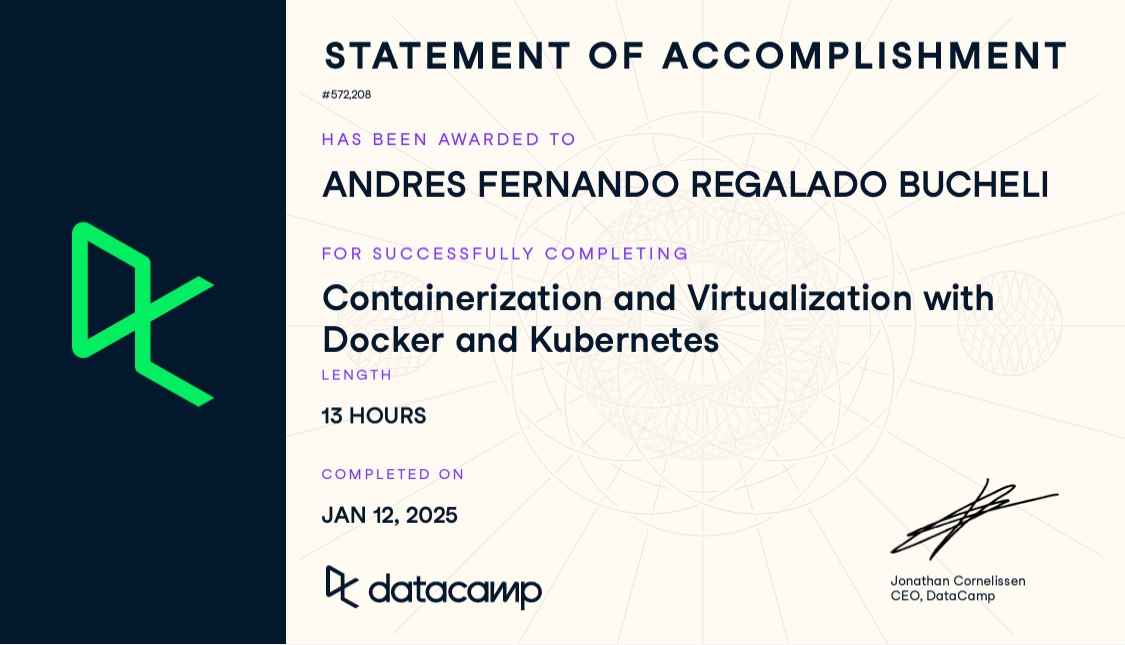 STATEMENT OF ACCOMPLISHMENT
#572,208
HAS BEEN AWARDED TO
ANDRES FERNANDO REGALADO BUCHELI
FOR SUCCESSFULLY COMPLETING
Containerization and Virtualization with
Docker and Kubernetes
LENGTH
13 HOURS
COMPLETED ON
JAN 12, 2025
datacamp
Jonathan Cornelissen
CEO, DataCamp